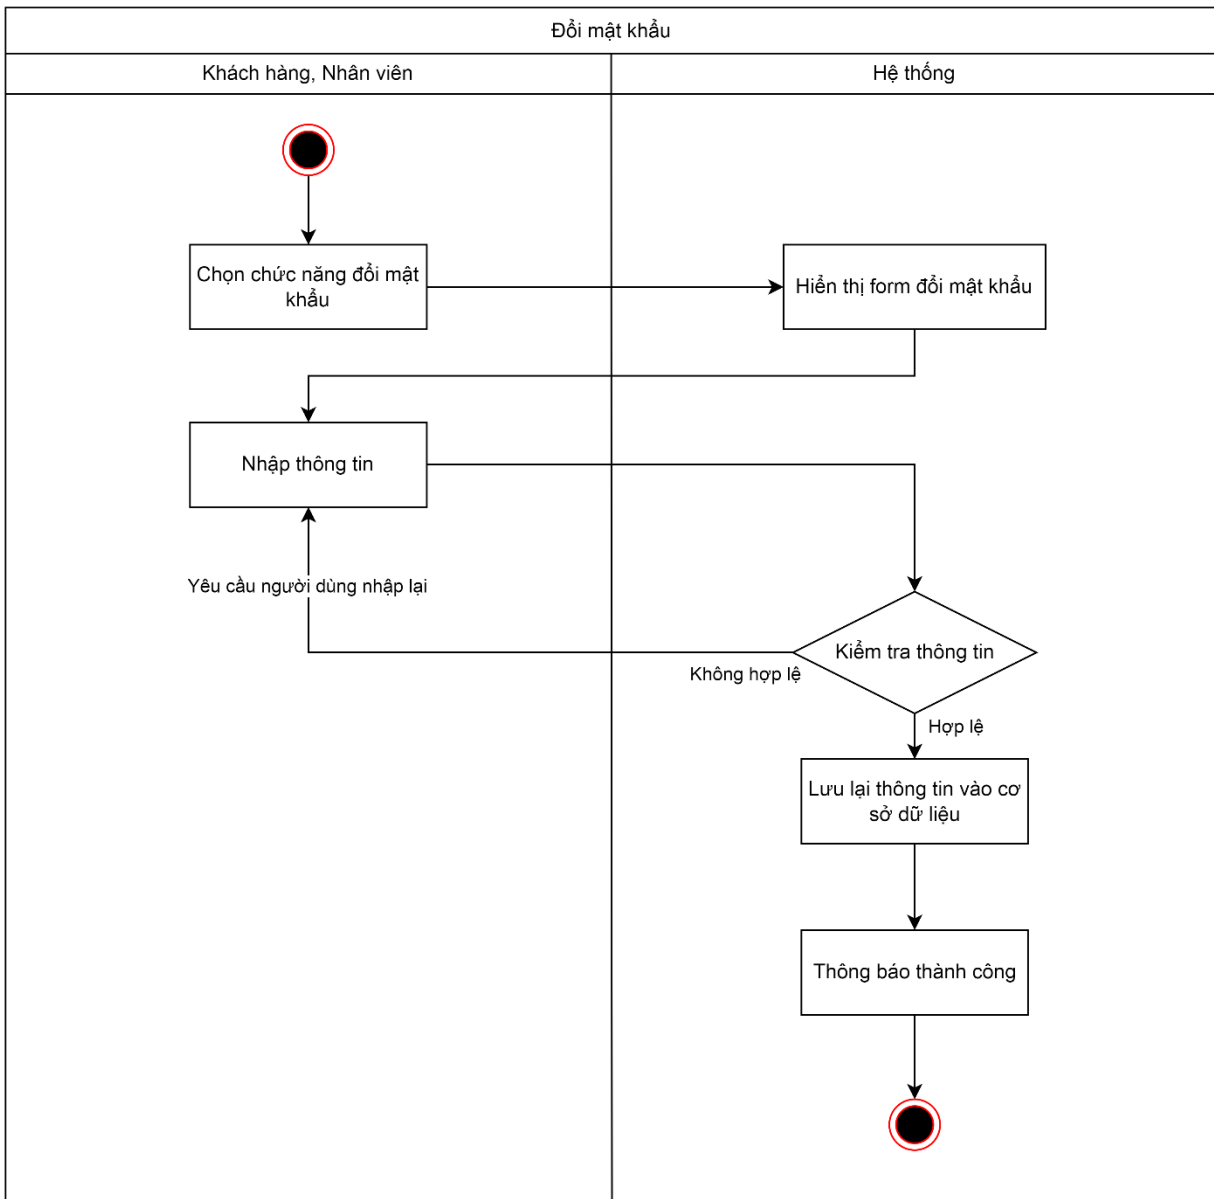 Đổi mật khẩu
Khách hàng, Nhân viên
Hệ thống
Chọn chức năng đổi mật
khẩu
Hiển thị form đổi mật khẩu
Nhập thông tin
Yêu cầu người dùng nhập lại
Kiểm tra thông tin
Không hợp lệ
Hợp lệ
Lưu lại thông tin vào cơ
sở dữ liệu
Thông báo thành công